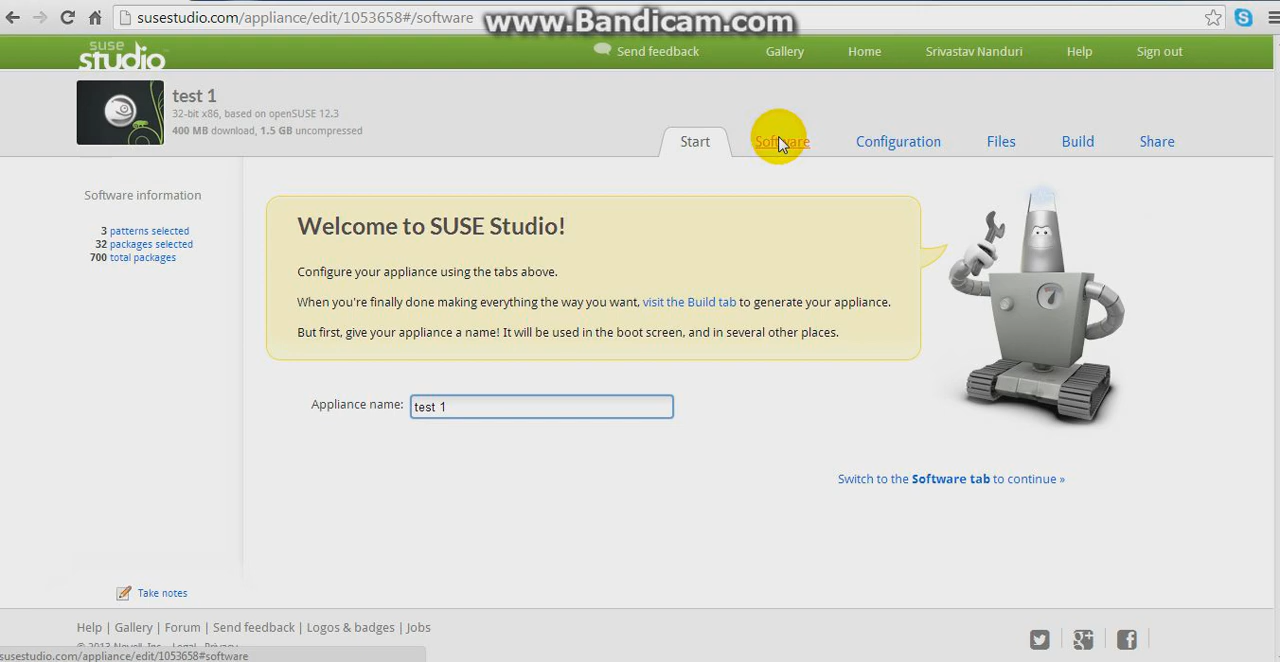 susestudio.com/appliance/edit/1053658#/software
www.Bandicam.com
suse
studio
Send feedback
Gallery
Home
Srivastav Nanduri
Help
Sign out
test 1
32-bit x86, based on openSUSE 12.3
400 MB download, 1.5 GB uncompressed
Start
Software
Configuration
Files
Build
Share
Software information
3 patterns selected
32 packages selected
700 total packages
Welcome to SUSE Studio!
Configure your appliance using the tabs above.
When you're finally done making everything the way you want, visit the Build tab to generate your appliance.
But first, give your appliance a name! It will be used in the boot screen, and in several other places.
Appliance name: test 1
Switch to the Software tab to continue »
Take notes
Help | Gallery | Forum | Send feedback | Logos & badges | Jobs
© 2013 Novell, Inc. Legal Privacy
susestudio.com/appliance/edit/1053658#software